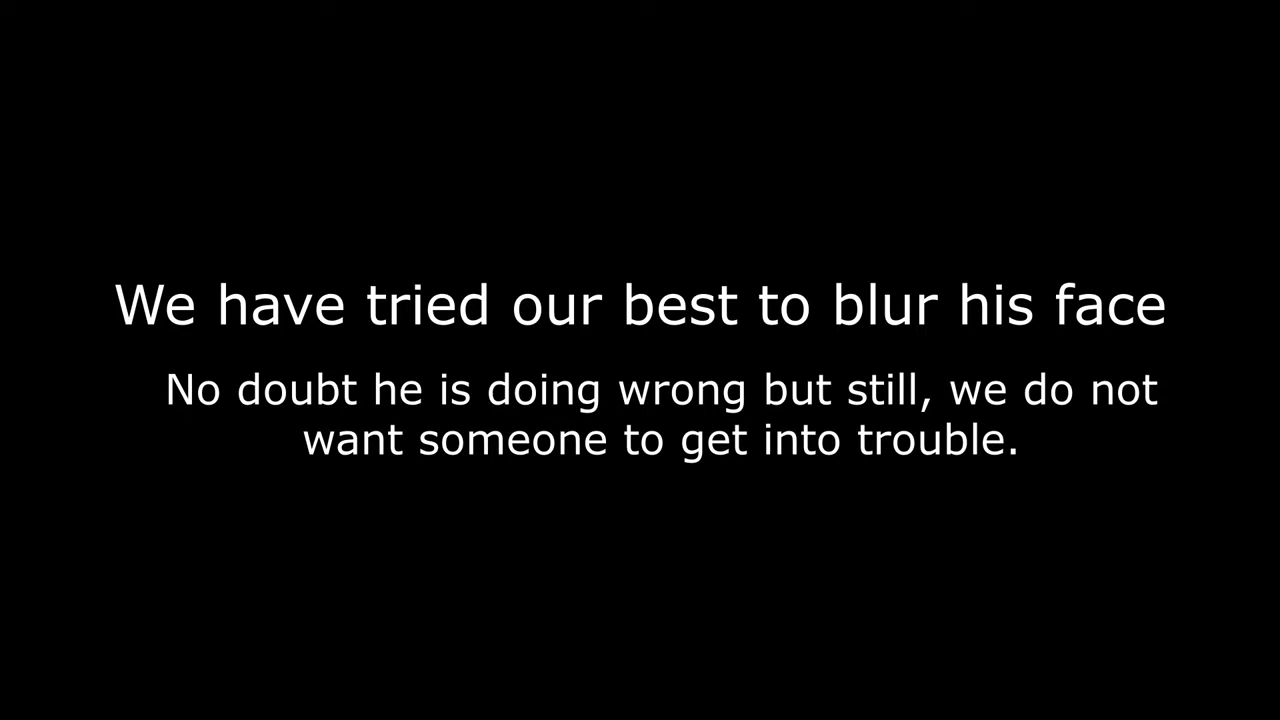 We have tried our best to blur his face
No doubt he is doing wrong but still, we do not
want someone to get into trouble.